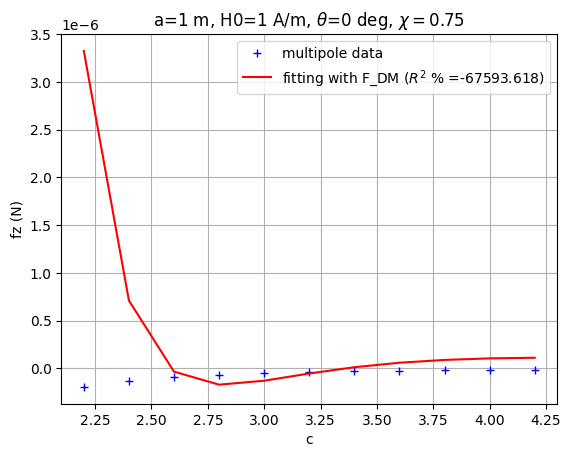 a=1 m, H0=1 A/m, θ=0 deg, χ = 0.75
1e−6
multipole data
fitting with F_DM (R² % =-67593.618)
3.5
3.0
2.5
2.0
1.5
1.0
0.5
0.0
fz (N)
2.25 2.50 2.75 3.00 3.25 3.50 3.75 4.00 4.25
c